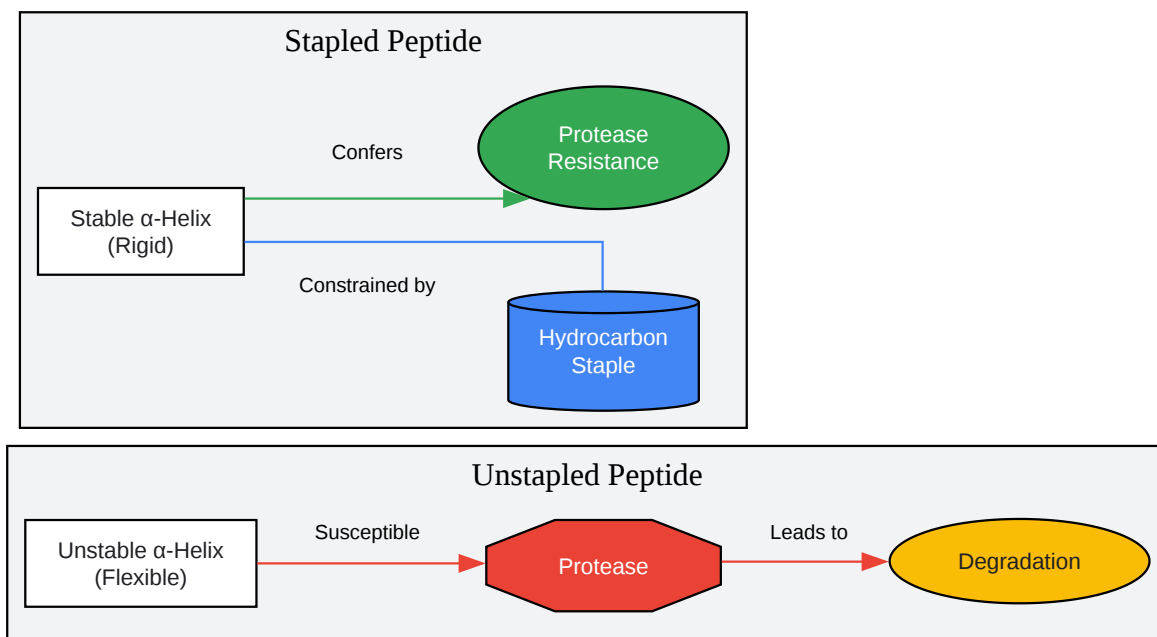 Stapled Peptide
Protease
Resistance
Confers
Stable α-Helix
(Rigid)
Constrained by
Hydrocarbon
Staple
Unstapled Peptide
Unstable α-Helix
(Flexible)
Susceptible
Protease
Leads to
Degradation